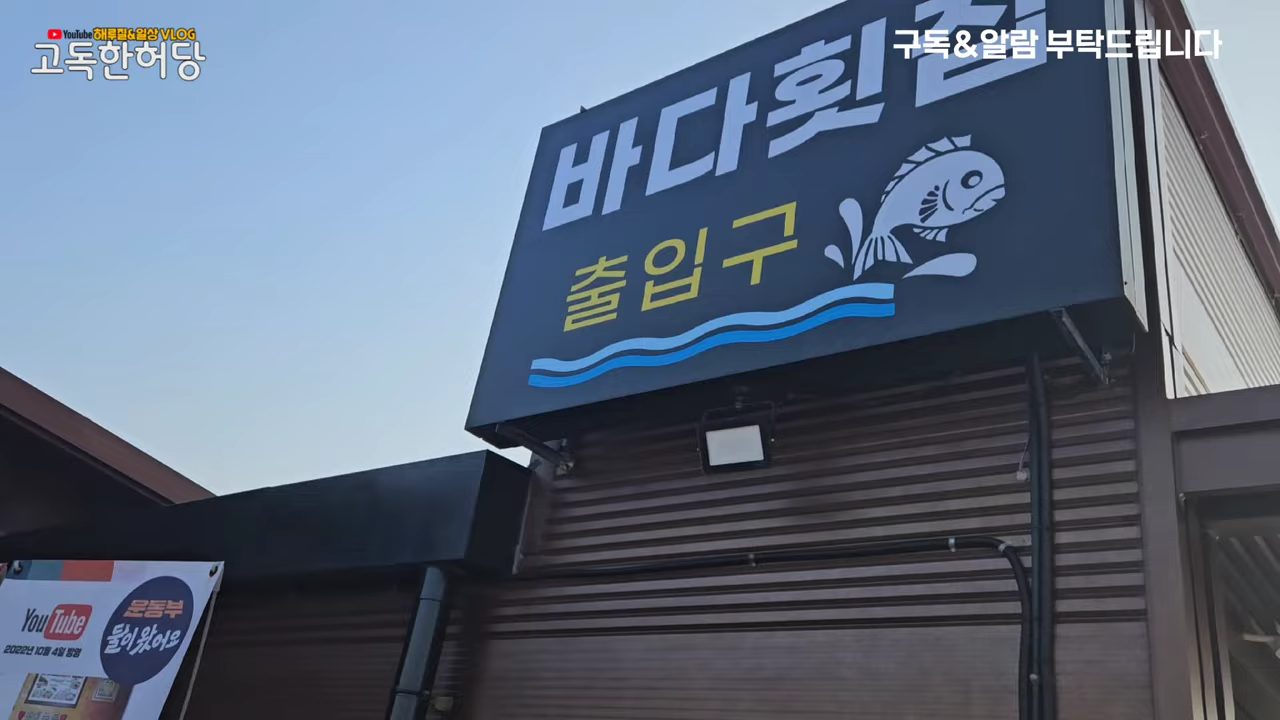 YouTube 해루질&일상 VLOG
고독한허당
구독&알람 부탁드립니다
바다횟집
출입구
YouTube
2022년 10월 4일 방영
운동부
둘이 왔어요